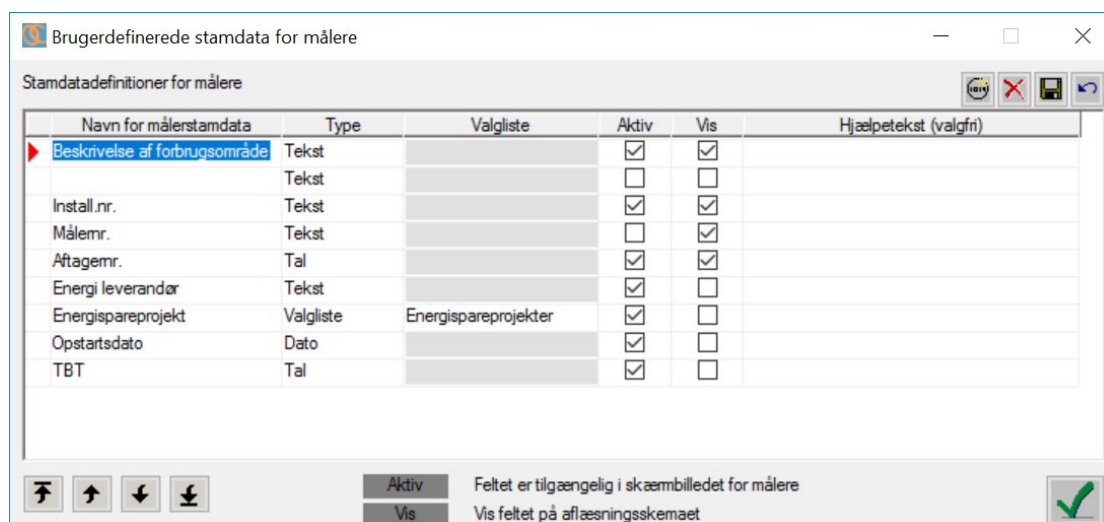 Brugerdefinerede stamdata for målere
Stamdatadefinitioner for målere
Navn for målerstamdata Type Valgliste Aktiv Vis Hjælpetekst (valgfri)
Beskrivelse af forbrugsområde Tekst
Tekst
Install.nr. Tekst
Målernr. Tekst
Aftagernr. Tal
Energi leverandør Tekst
Energispareprojekt Valgliste Energispareprojekter
Opstartsdato Dato
TBT Tal
Aktiv Feltet er tilgængelig i skærmbilledet for målere
Vis Vis feltet på aflæsningsskemaet